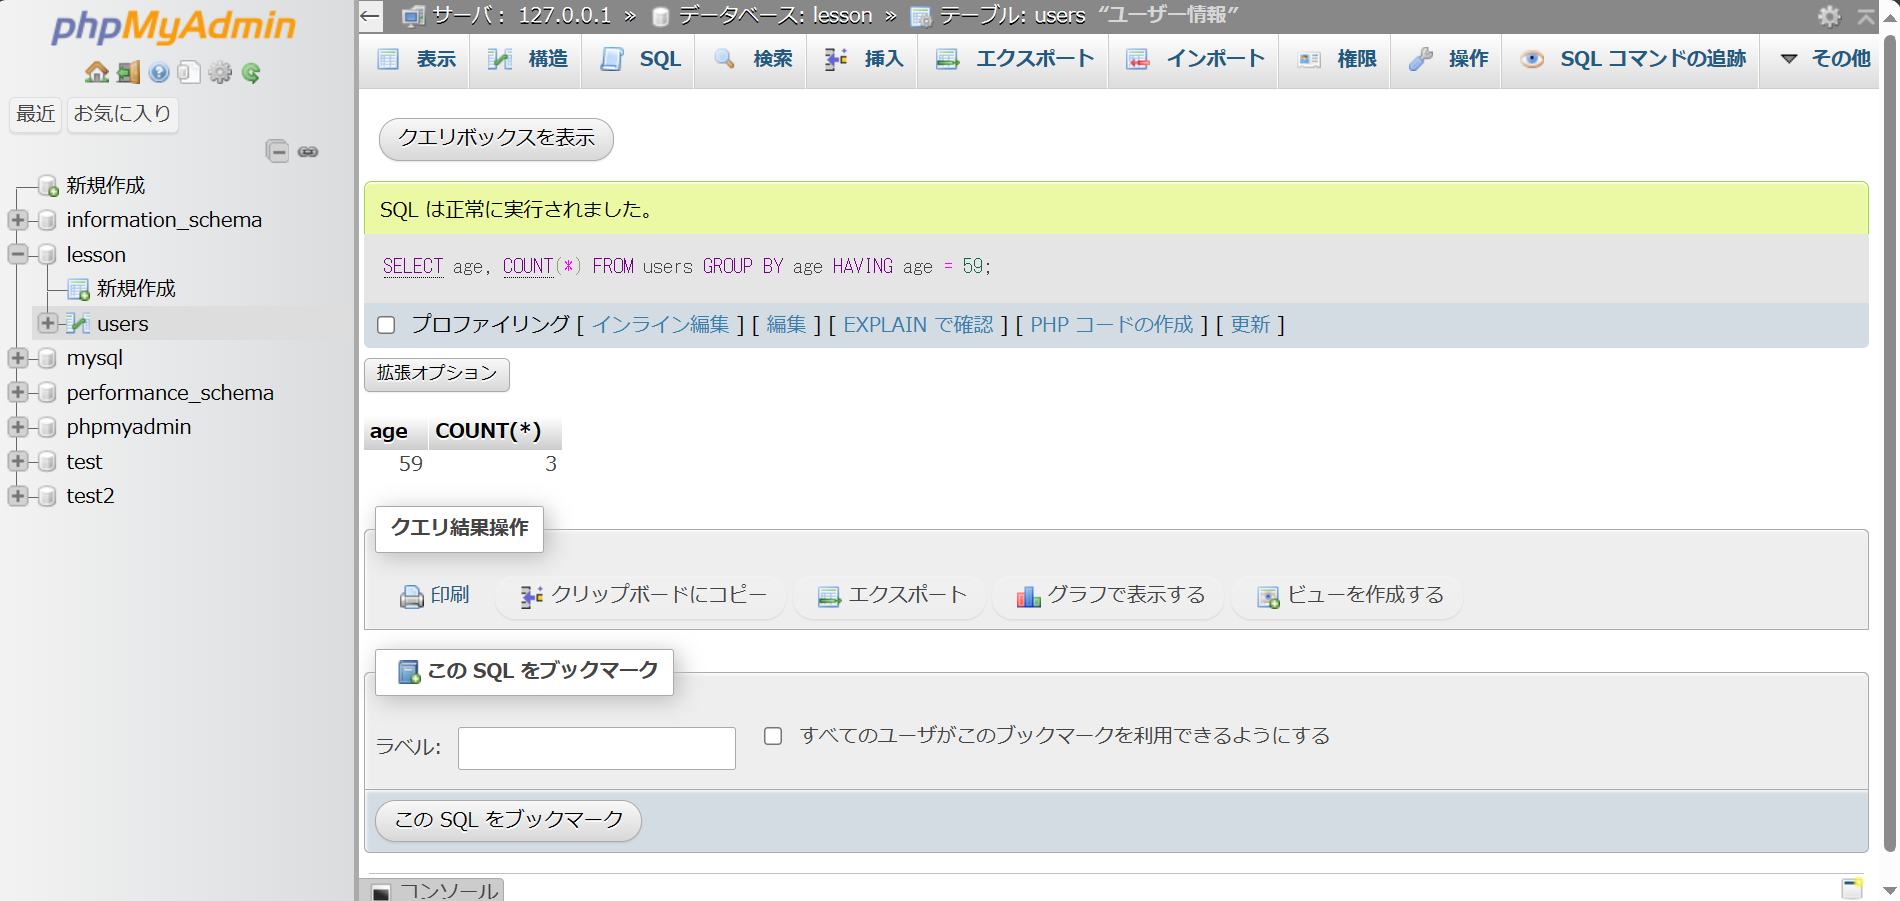 phpMyAdmin
最近 お気に入り
新規作成
information_schema
lesson
新規作成
users
mysql
performance_schema
phpmyadmin
test
test2
サーバ: 127.0.0.1 » データベース: lesson » テーブル: users “ユーザー情報”
表示 構造 SQL 検索 挿入 エクスポート インポート 権限 操作 SQL コマンドの追跡 その他
クエリボックスを表示
SQL は正常に実行されました。
SELECT age, COUNT(*) FROM users GROUP BY age HAVING age = 59;
プロファイリング [ インライン編集 ] [ 編集 ] [ EXPLAIN で確認 ] [ PHP コードの作成 ] [ 更新 ]
拡張オプション
age COUNT(*)
59 3
クエリ結果操作
印刷 クリップボードにコピー エクスポート グラフで表示する ビューを作成する
この SQL をブックマーク
ラベル: すべてのユーザがこのブックマークを利用できるようにする
この SQL をブックマーク
コンソール